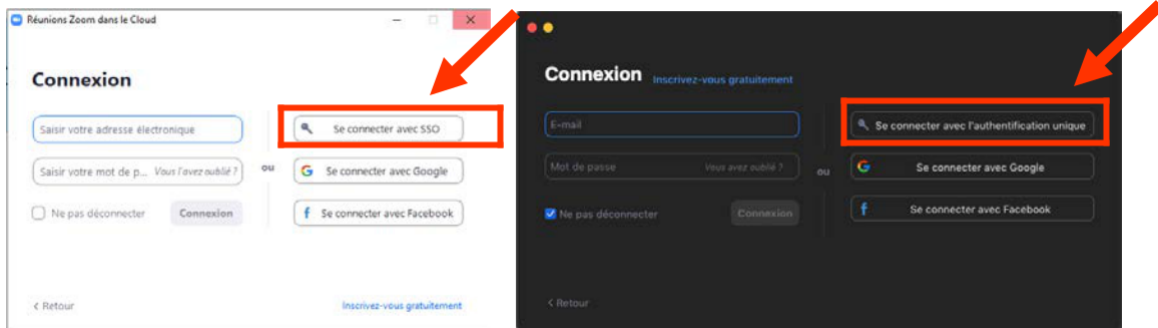 Réunions Zoom dans le Cloud
Connexion
Saisir votre adresse électronique
Se connecter avec SSO
Saisir votre mot de p... Vous l'avez oublié ?
ou
Se connecter avec Google
Ne pas déconnecter
Connexion
Se connecter avec Facebook
< Retour
Inscrivez-vous gratuitement
Connexion
Inscrivez-vous gratuitement
E-mail
Se connecter avec l'authentification unique
Mot de passe
Vous avez oublié ?
ou
Se connecter avec Google
Ne pas déconnecter
Connexion
Se connecter avec Facebook
< Retour